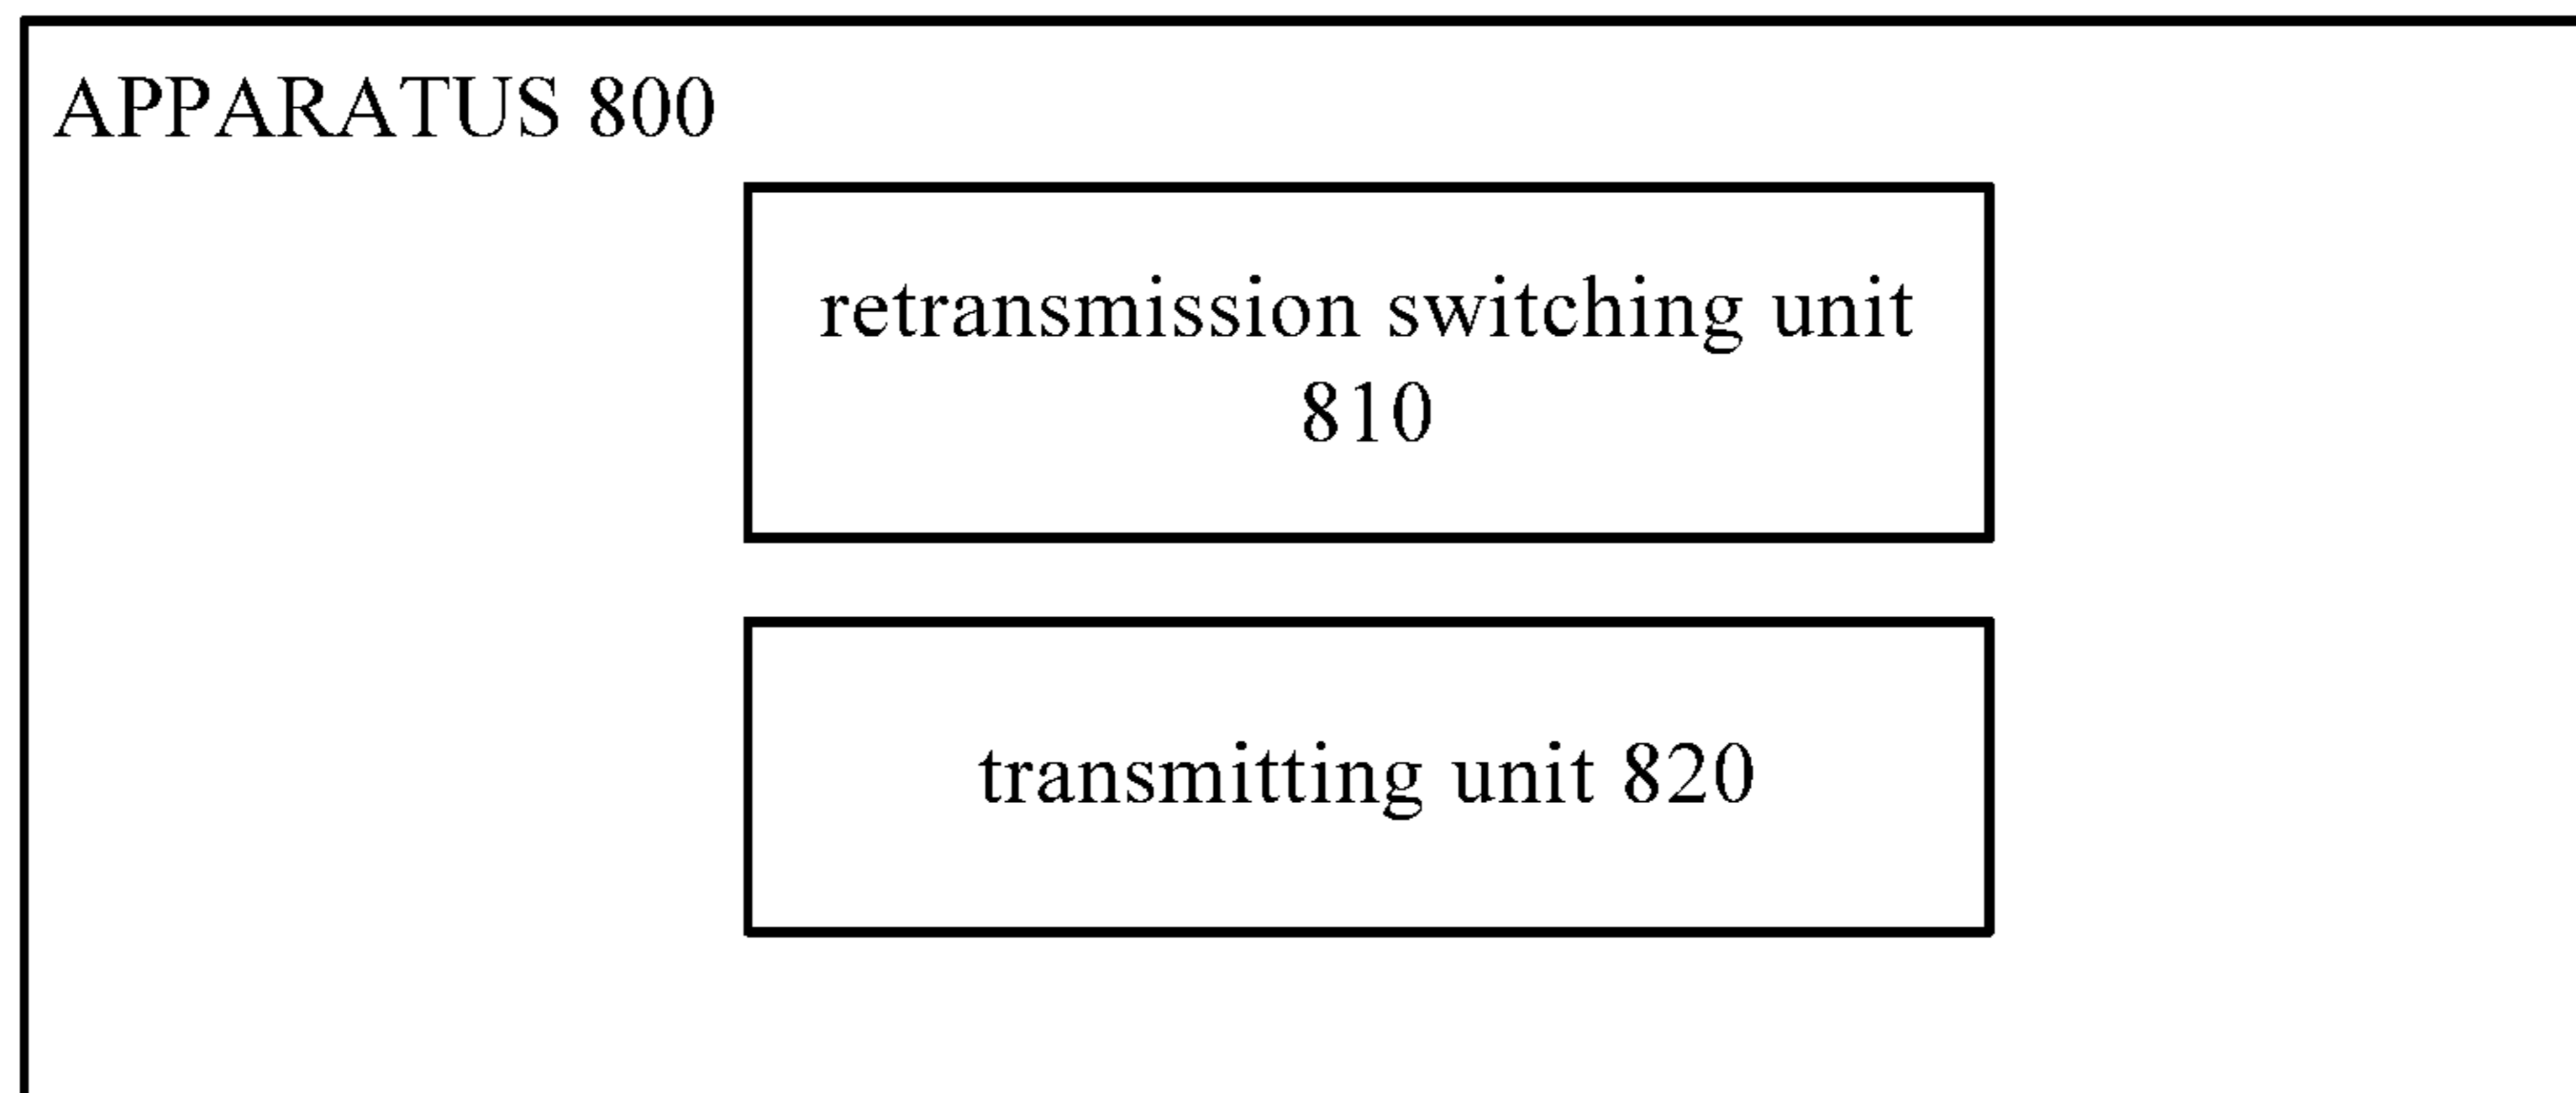 APPARATUS 800
retransmission switching unit
810
transmitting unit 820